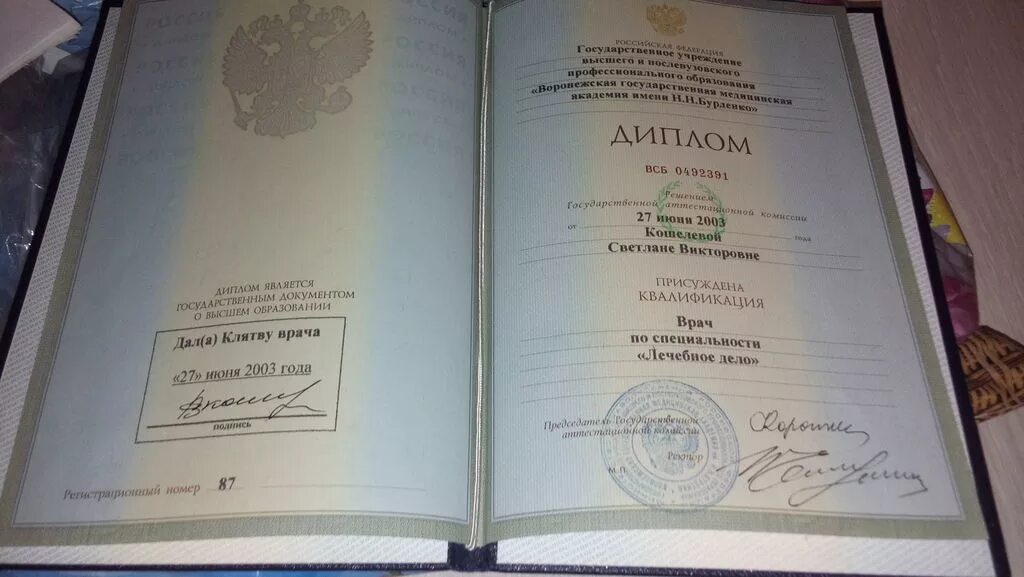 ДИПЛОМ ЯВЛЯЕТСЯ
ГОСУДАРСТВЕННЫМ ДОКУМЕНТОМ
О ВЫСШЕМ ОБРАЗОВАНИИ
Дал(а) Клятву врача
«27» июня 2003 года
подпись
Регистрационный номер 87
РОССИЙСКАЯ ФЕДЕРАЦИЯ
Государственное учреждение
высшего и послевузовского
профессионального образования
«Воронежская государственная медицинская
академия имени Н.Н.Бурденко»
ДИПЛОМ
ВСБ 0492391
Решением
Государственной аттестационной комиссии
от 27 июня 2003 года
Кошелевой
Светлане Викторовне
ПРИСУЖДЕНА
КВАЛИФИКАЦИЯ
Врач
по специальности
«Лечебное дело»
Председатель Государственной
аттестационной комиссии
Ректор
М.П.